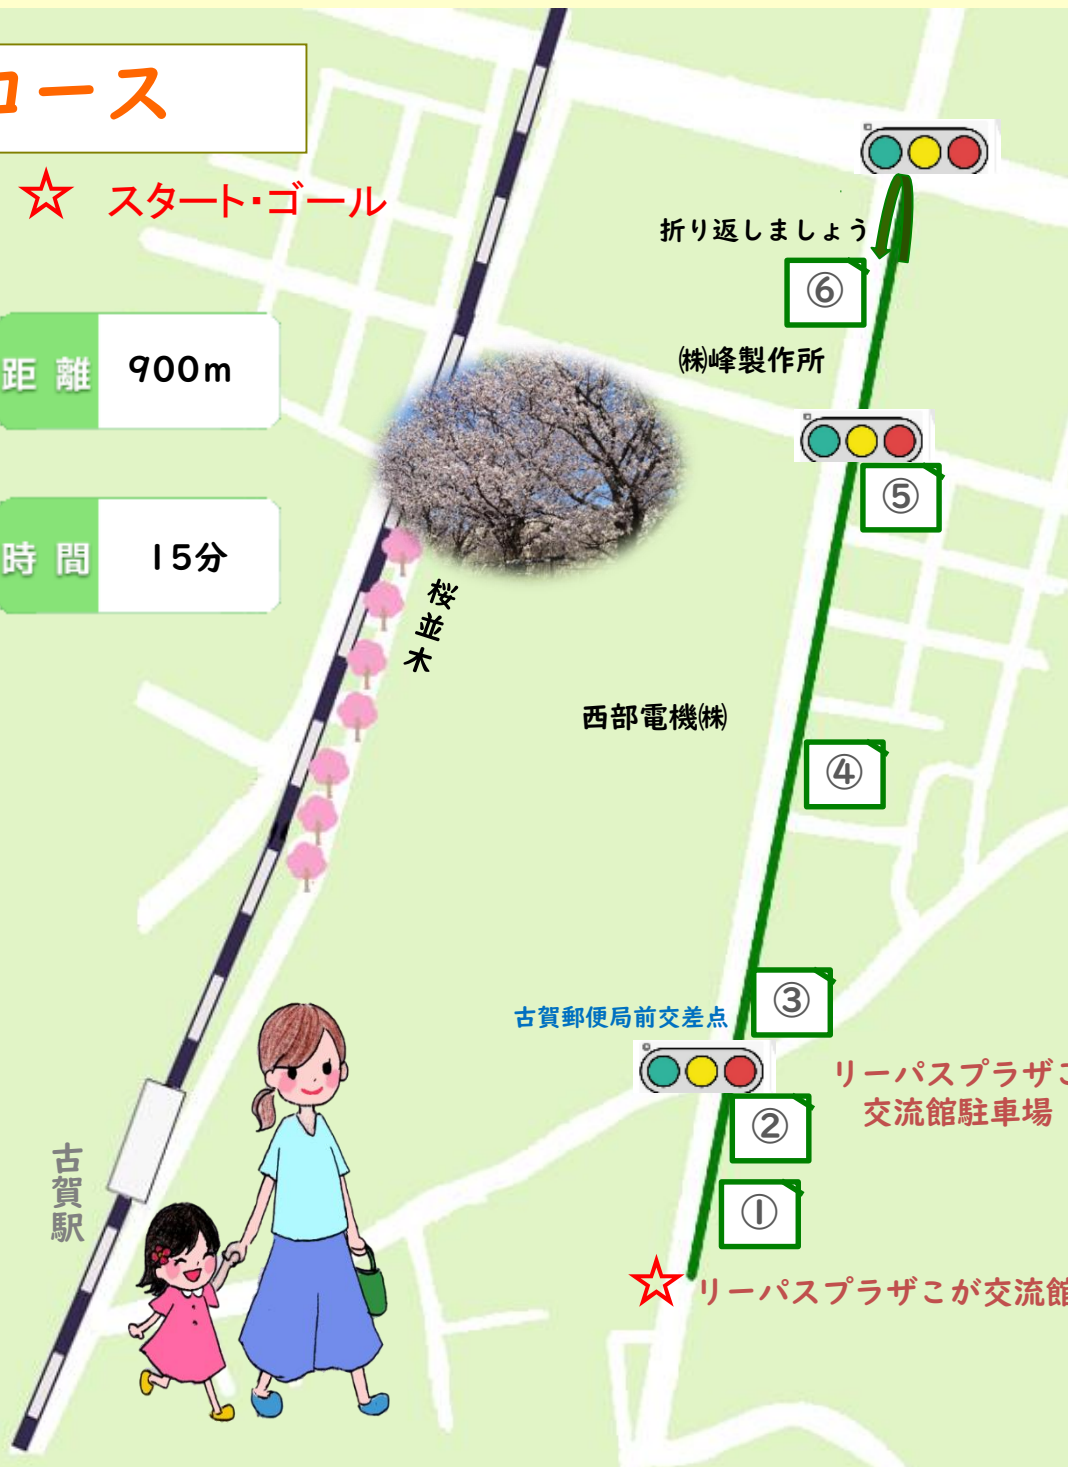 コース
☆ スタート・ゴール
距離 900m
時間 15分
折り返しましょう
⑥
㈱峰製作所
⑤
桜並木
西部電機㈱
④
③
古賀郵便局前交差点
リーパスプラザこ
交流館駐車場
②
①
古賀駅
☆ リーパスプラザこが交流館